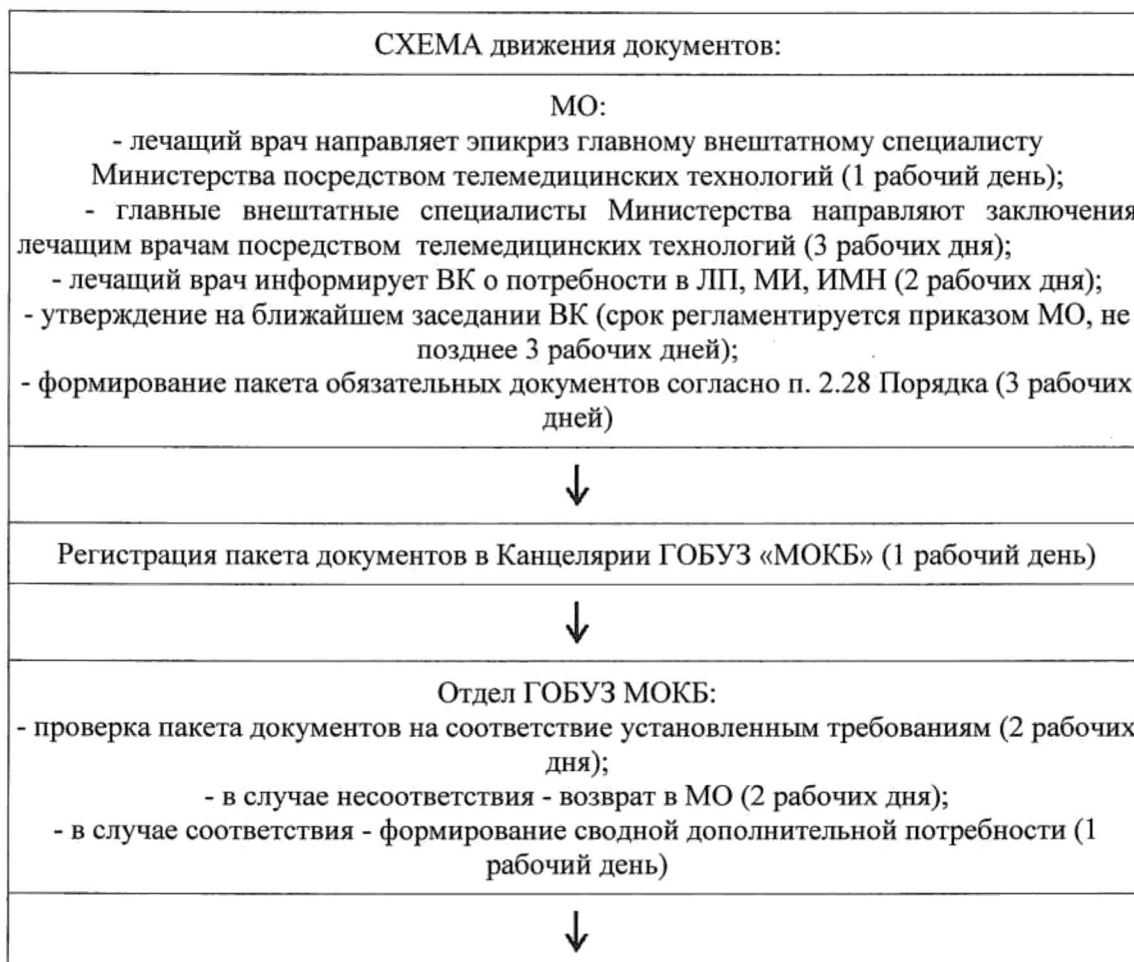 СХЕМА движения документов:
МО:
- лечащий врач направляет эпикриз главному внештатному специалисту
Министерства посредством телемедицинских технологий (1 рабочий день);
- главные внештатные специалисты Министерства направляют заключения
лечащим врачам посредством телемедицинских технологий (3 рабочих дня);
- лечащий врач информирует ВК о потребности в ЛП, МИ, ИМН (2 рабочих дня);
- утверждение на ближайшем заседании ВК (срок регламентируется приказом МО, не
позднее 3 рабочих дней);
- формирование пакета обязательных документов согласно п. 2.28 Порядка (3 рабочих
дней)
↓
Регистрация пакета документов в Канцелярии ГОБУЗ «МОКБ» (1 рабочий день)
↓
Отдел ГОБУЗ МОКБ:
- проверка пакета документов на соответствие установленным требованиям (2 рабочих
дня);
- в случае несоответствия - возврат в МО (2 рабочих дня);
- в случае соответствия - формирование сводной дополнительной потребности (1
рабочий день)
↓